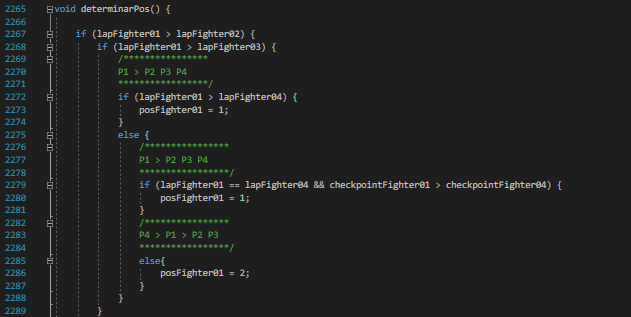 2265 void determinarPos() {
2266
2267 if (lapFighter01 > lapFighter02) {
2268 if (lapFighter01 > lapFighter03) {
2269 /****************
2270 P1 > P2 P3 P4
2271 *****************/
2272 if (lapFighter01 > lapFighter04) {
2273 posFighter01 = 1;
2274 }
2275 else {
2276 /****************
2277 P1 > P2 P3 P4
2278 *****************/
2279 if (lapFighter01 == lapFighter04 && checkpointFighter01 > checkpointFighter04) {
2280 posFighter01 = 1;
2281 }
2282 /****************
2283 P4 > P1 > P2 P3
2284 *****************/
2285 else{
2286 posFighter01 = 2;
2287 }
2288 }
2289 }